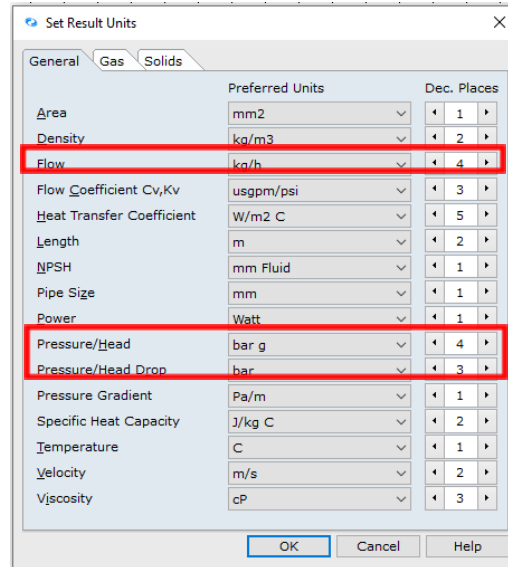 Set Result Units
General Gas Solids
Preferred Units Dec. Places
Area mm2 1
Density kg/m3 2
Flow kg/h 4
Flow Coefficient Cv,Kv usgpm/psi 3
Heat Transfer Coefficient W/m2 C 5
Length m 2
NPSH mm Fluid 1
Pipe Size mm 1
Power Watt 1
Pressure/Head bar g 4
Pressure/Head Drop bar 3
Pressure Gradient Pa/m 1
Specific Heat Capacity J/kg C 2
Temperature C 1
Velocity m/s 2
Viscosity cP 3
OK Cancel Help